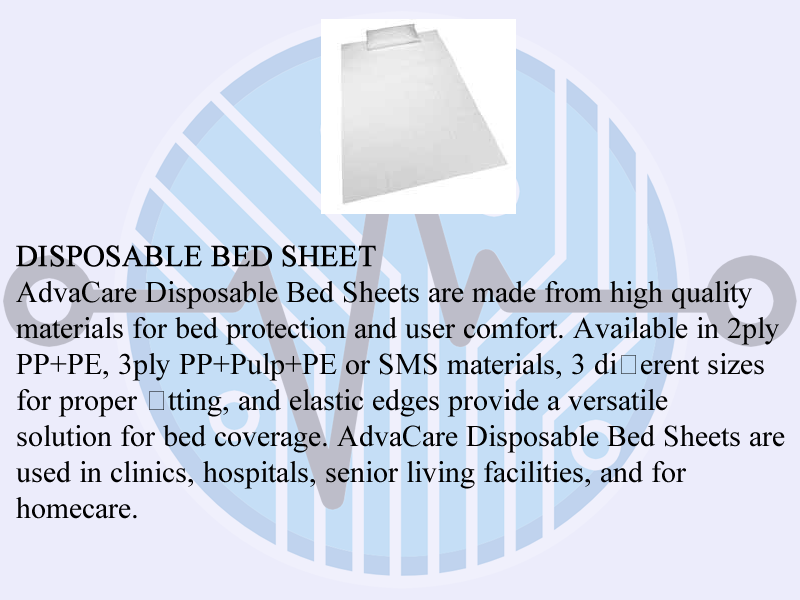 DISPOSABLE BED SHEET
AdvaCare Disposable Bed Sheets are made from high quality
materials for bed protection and user comfort. Available in 2ply
PP+PE, 3ply PP+Pulp+PE or SMS materials, 3 di□erent sizes
for proper □tting, and elastic edges provide a versatile
solution for bed coverage. AdvaCare Disposable Bed Sheets are
used in clinics, hospitals, senior living facilities, and for
homecare.